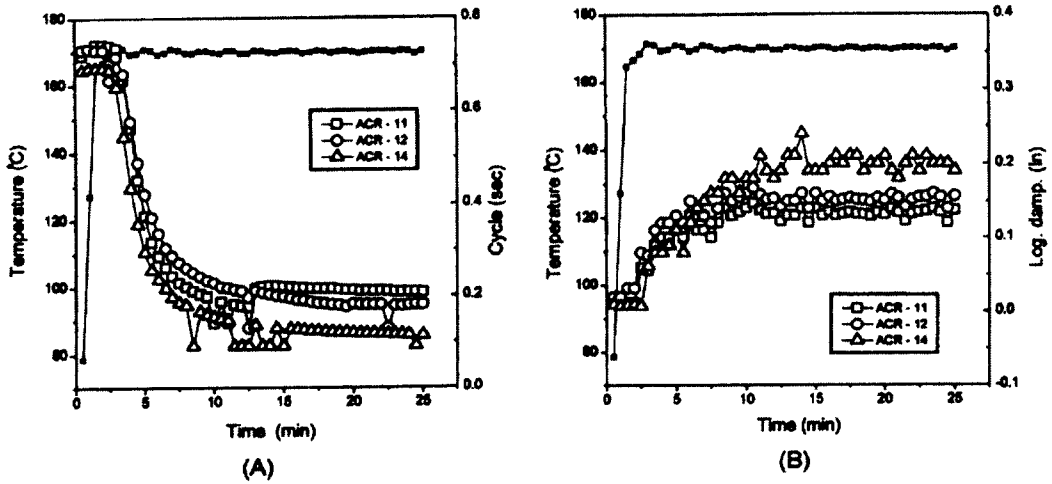 180
160
140
120
100
80
Temperature (℃)
0.8
0.6
0.4
0.2
0.0
Cycle (sec)
ACR - 11
ACR - 12
ACR - 14
0 5 10 15 20 25
Time (min)
(A)
180
160
140
120
100
80
Temperature (℃)
0.4
0.3
0.2
0.1
0.0
-0.1
Log. damp. (ln)
ACR - 11
ACR - 12
ACR - 14
0 5 10 15 20 25
Time (min)
(B)